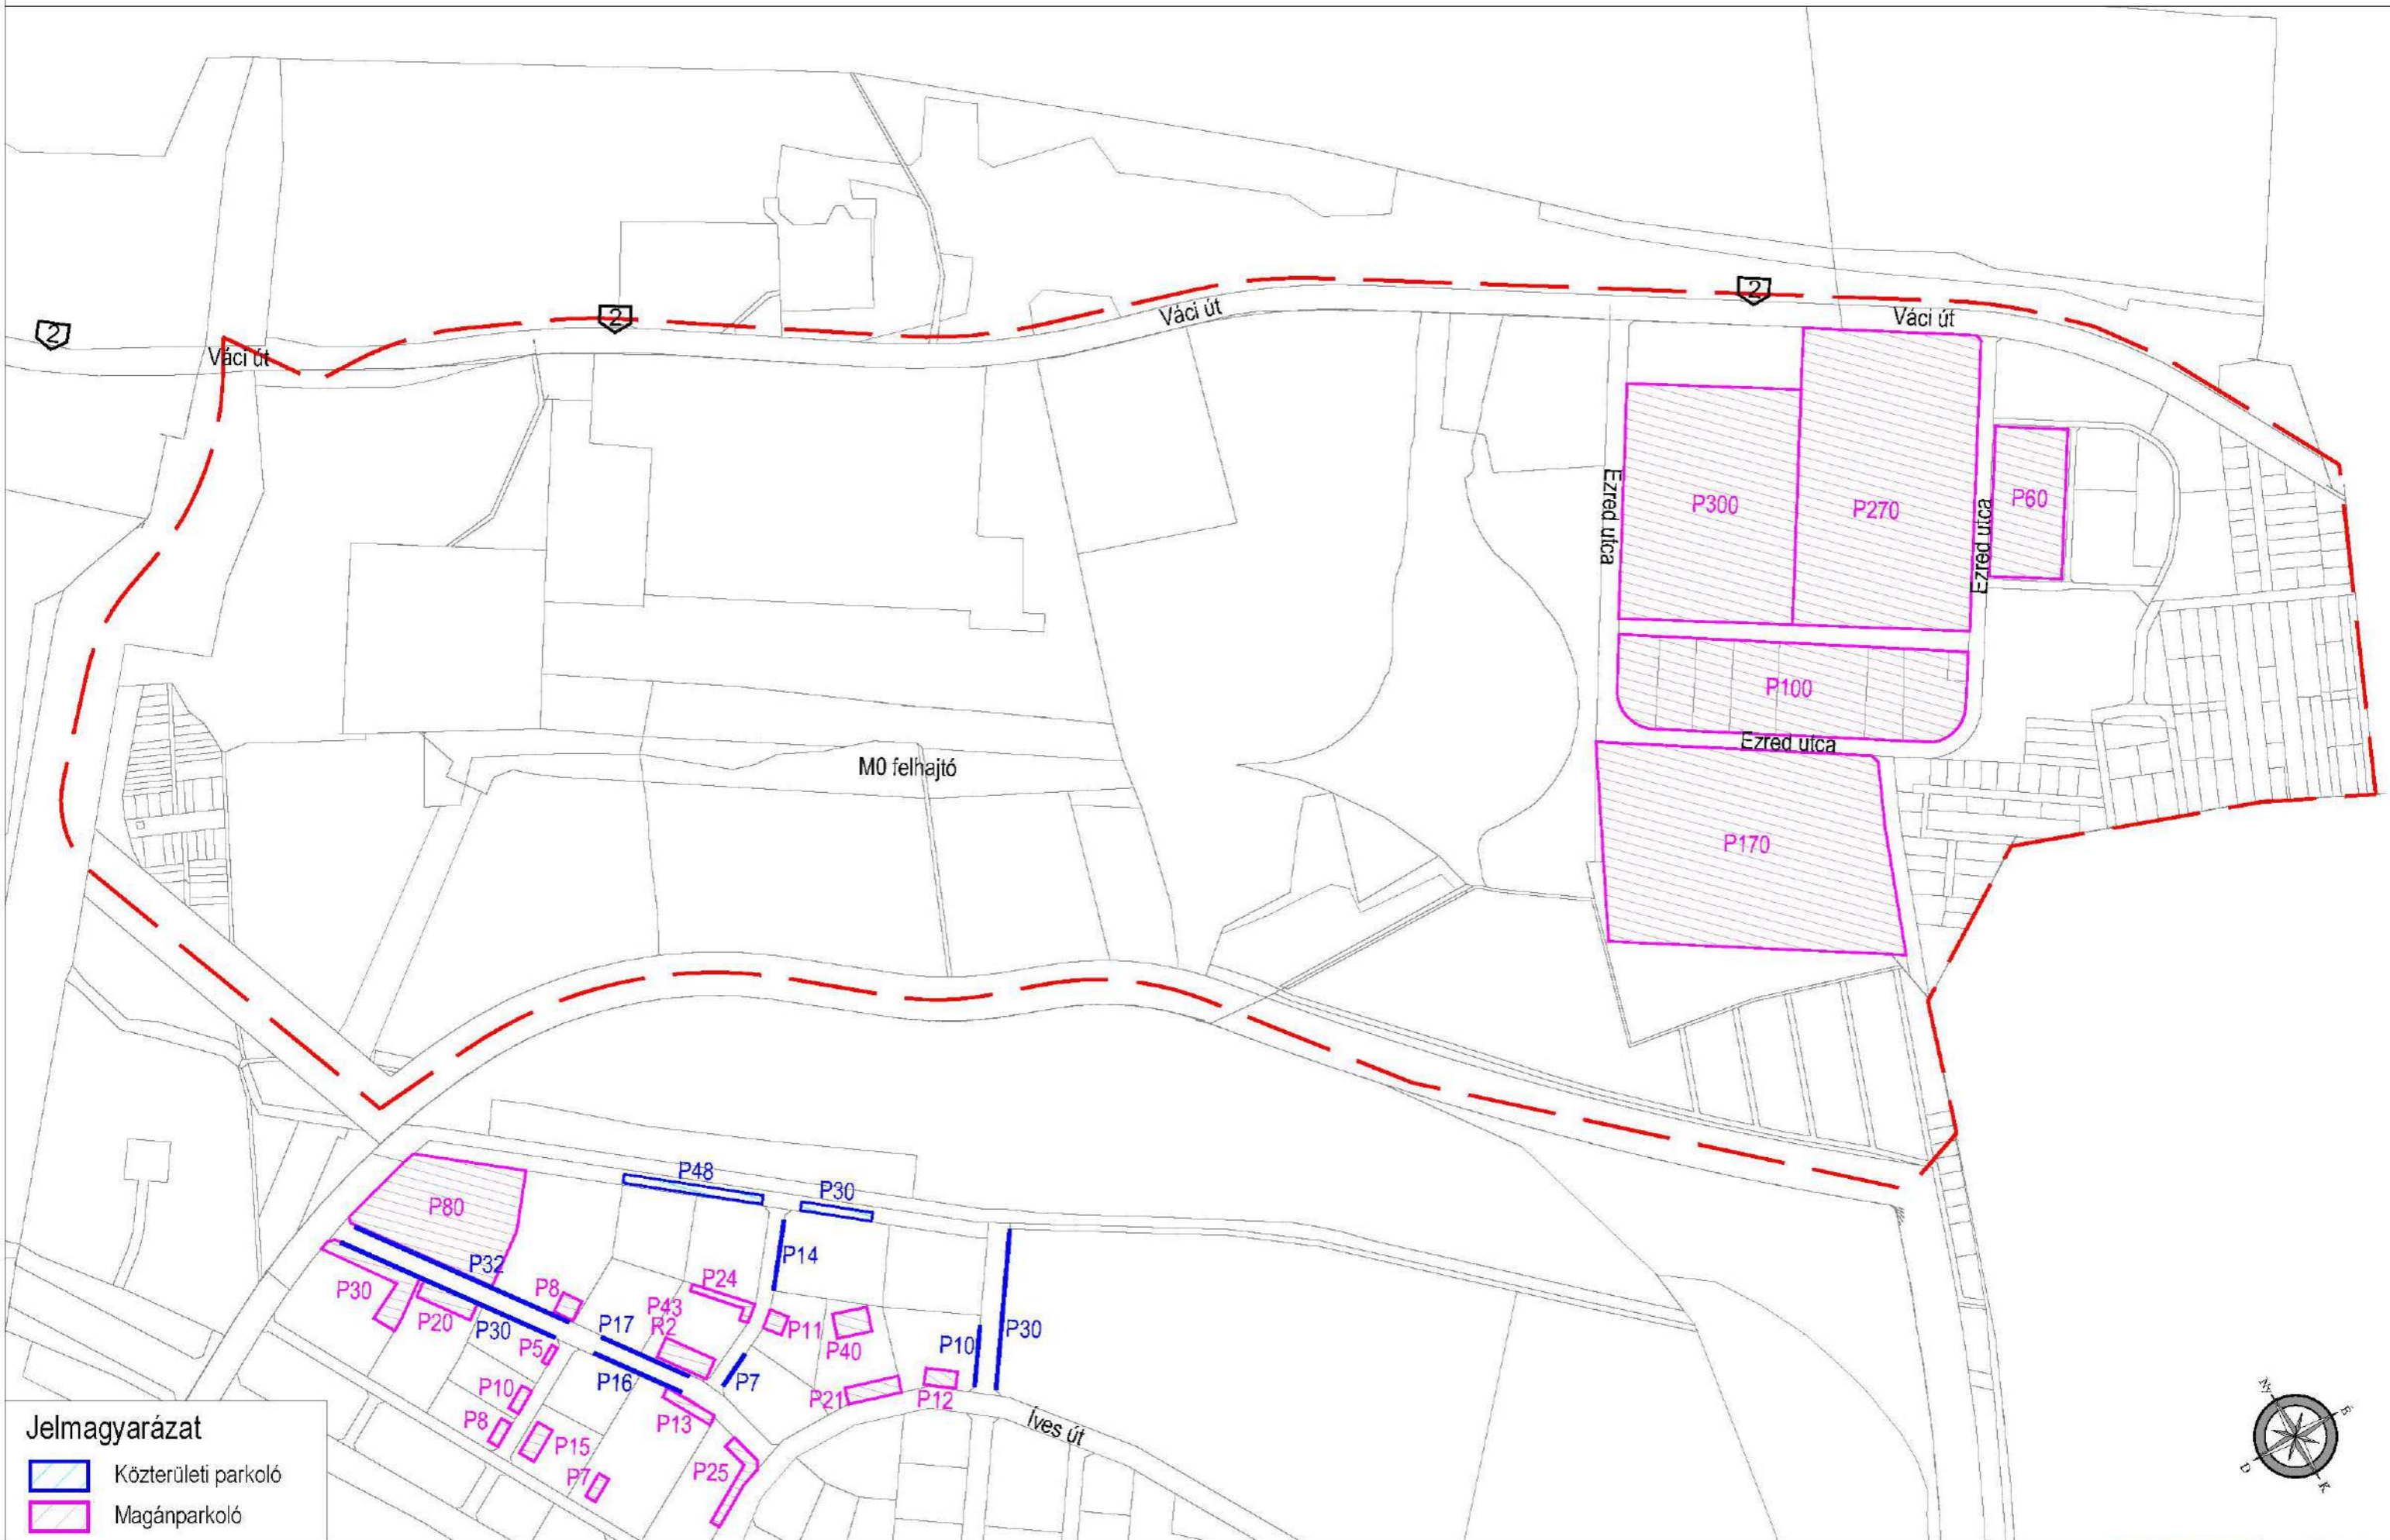 2
2
2
Váci út
Váci út
Váci út
Ezred utca
P300
P270
Ezred utca
P60
P100
Ezred utca
M0 felhajtó
P170
P48
P30
P80
P14
P32
P30
P8
P24
P20
P30
P43
R2
P17
P11
P40
P10
P30
P5
P16
P7
P10
P21
P12
P8
P13
Íves út
P15
P7
P25
Jelmagyarázat
Közterületi parkoló
Magánparkoló
É
D
K